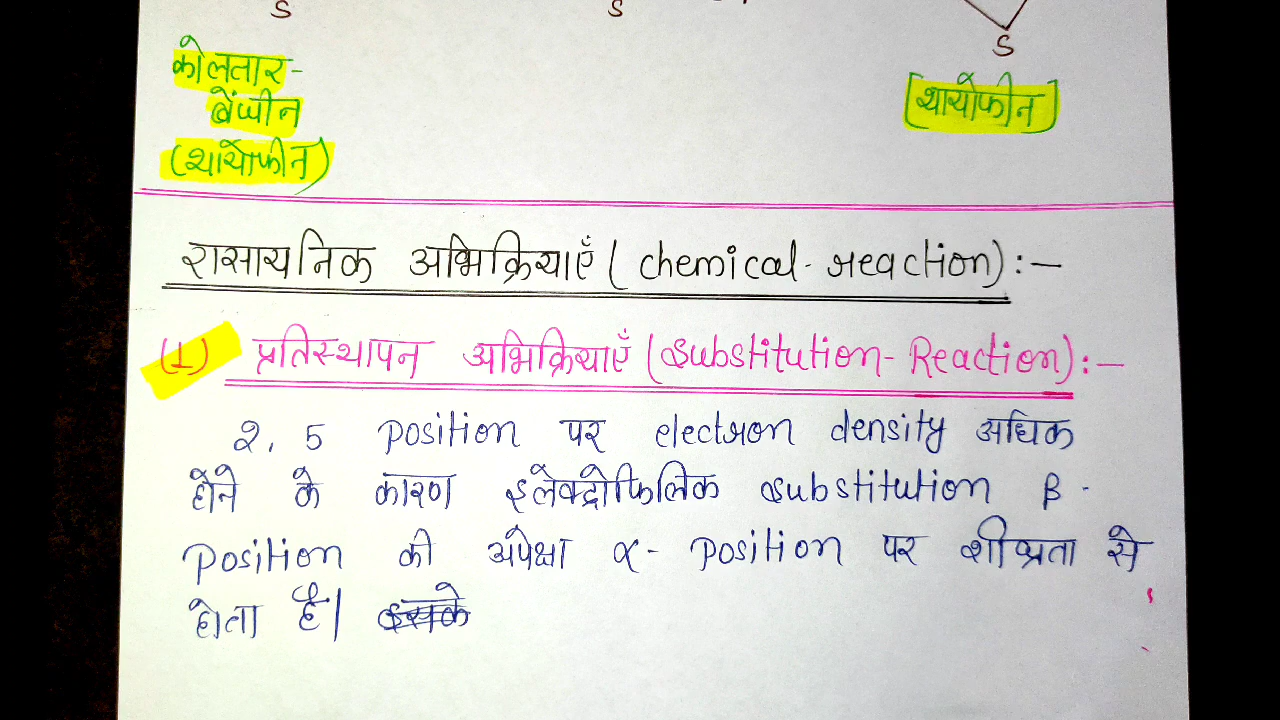 S S S
कोलतार-
बेंजीन
(थायोफीन)
[थायोफीन]
रासायनिक अभिक्रियाएँ ( chemical - reaction) : —
(1) प्रतिस्थापन अभिक्रियाएँ (Substitution - Reaction) : —
2, 5 position पर electron density अधिक
होने के कारण इलेक्ट्रोफिलिक substitution β -
position की अपेक्षा α - position पर शीघ्रता से
होता है|